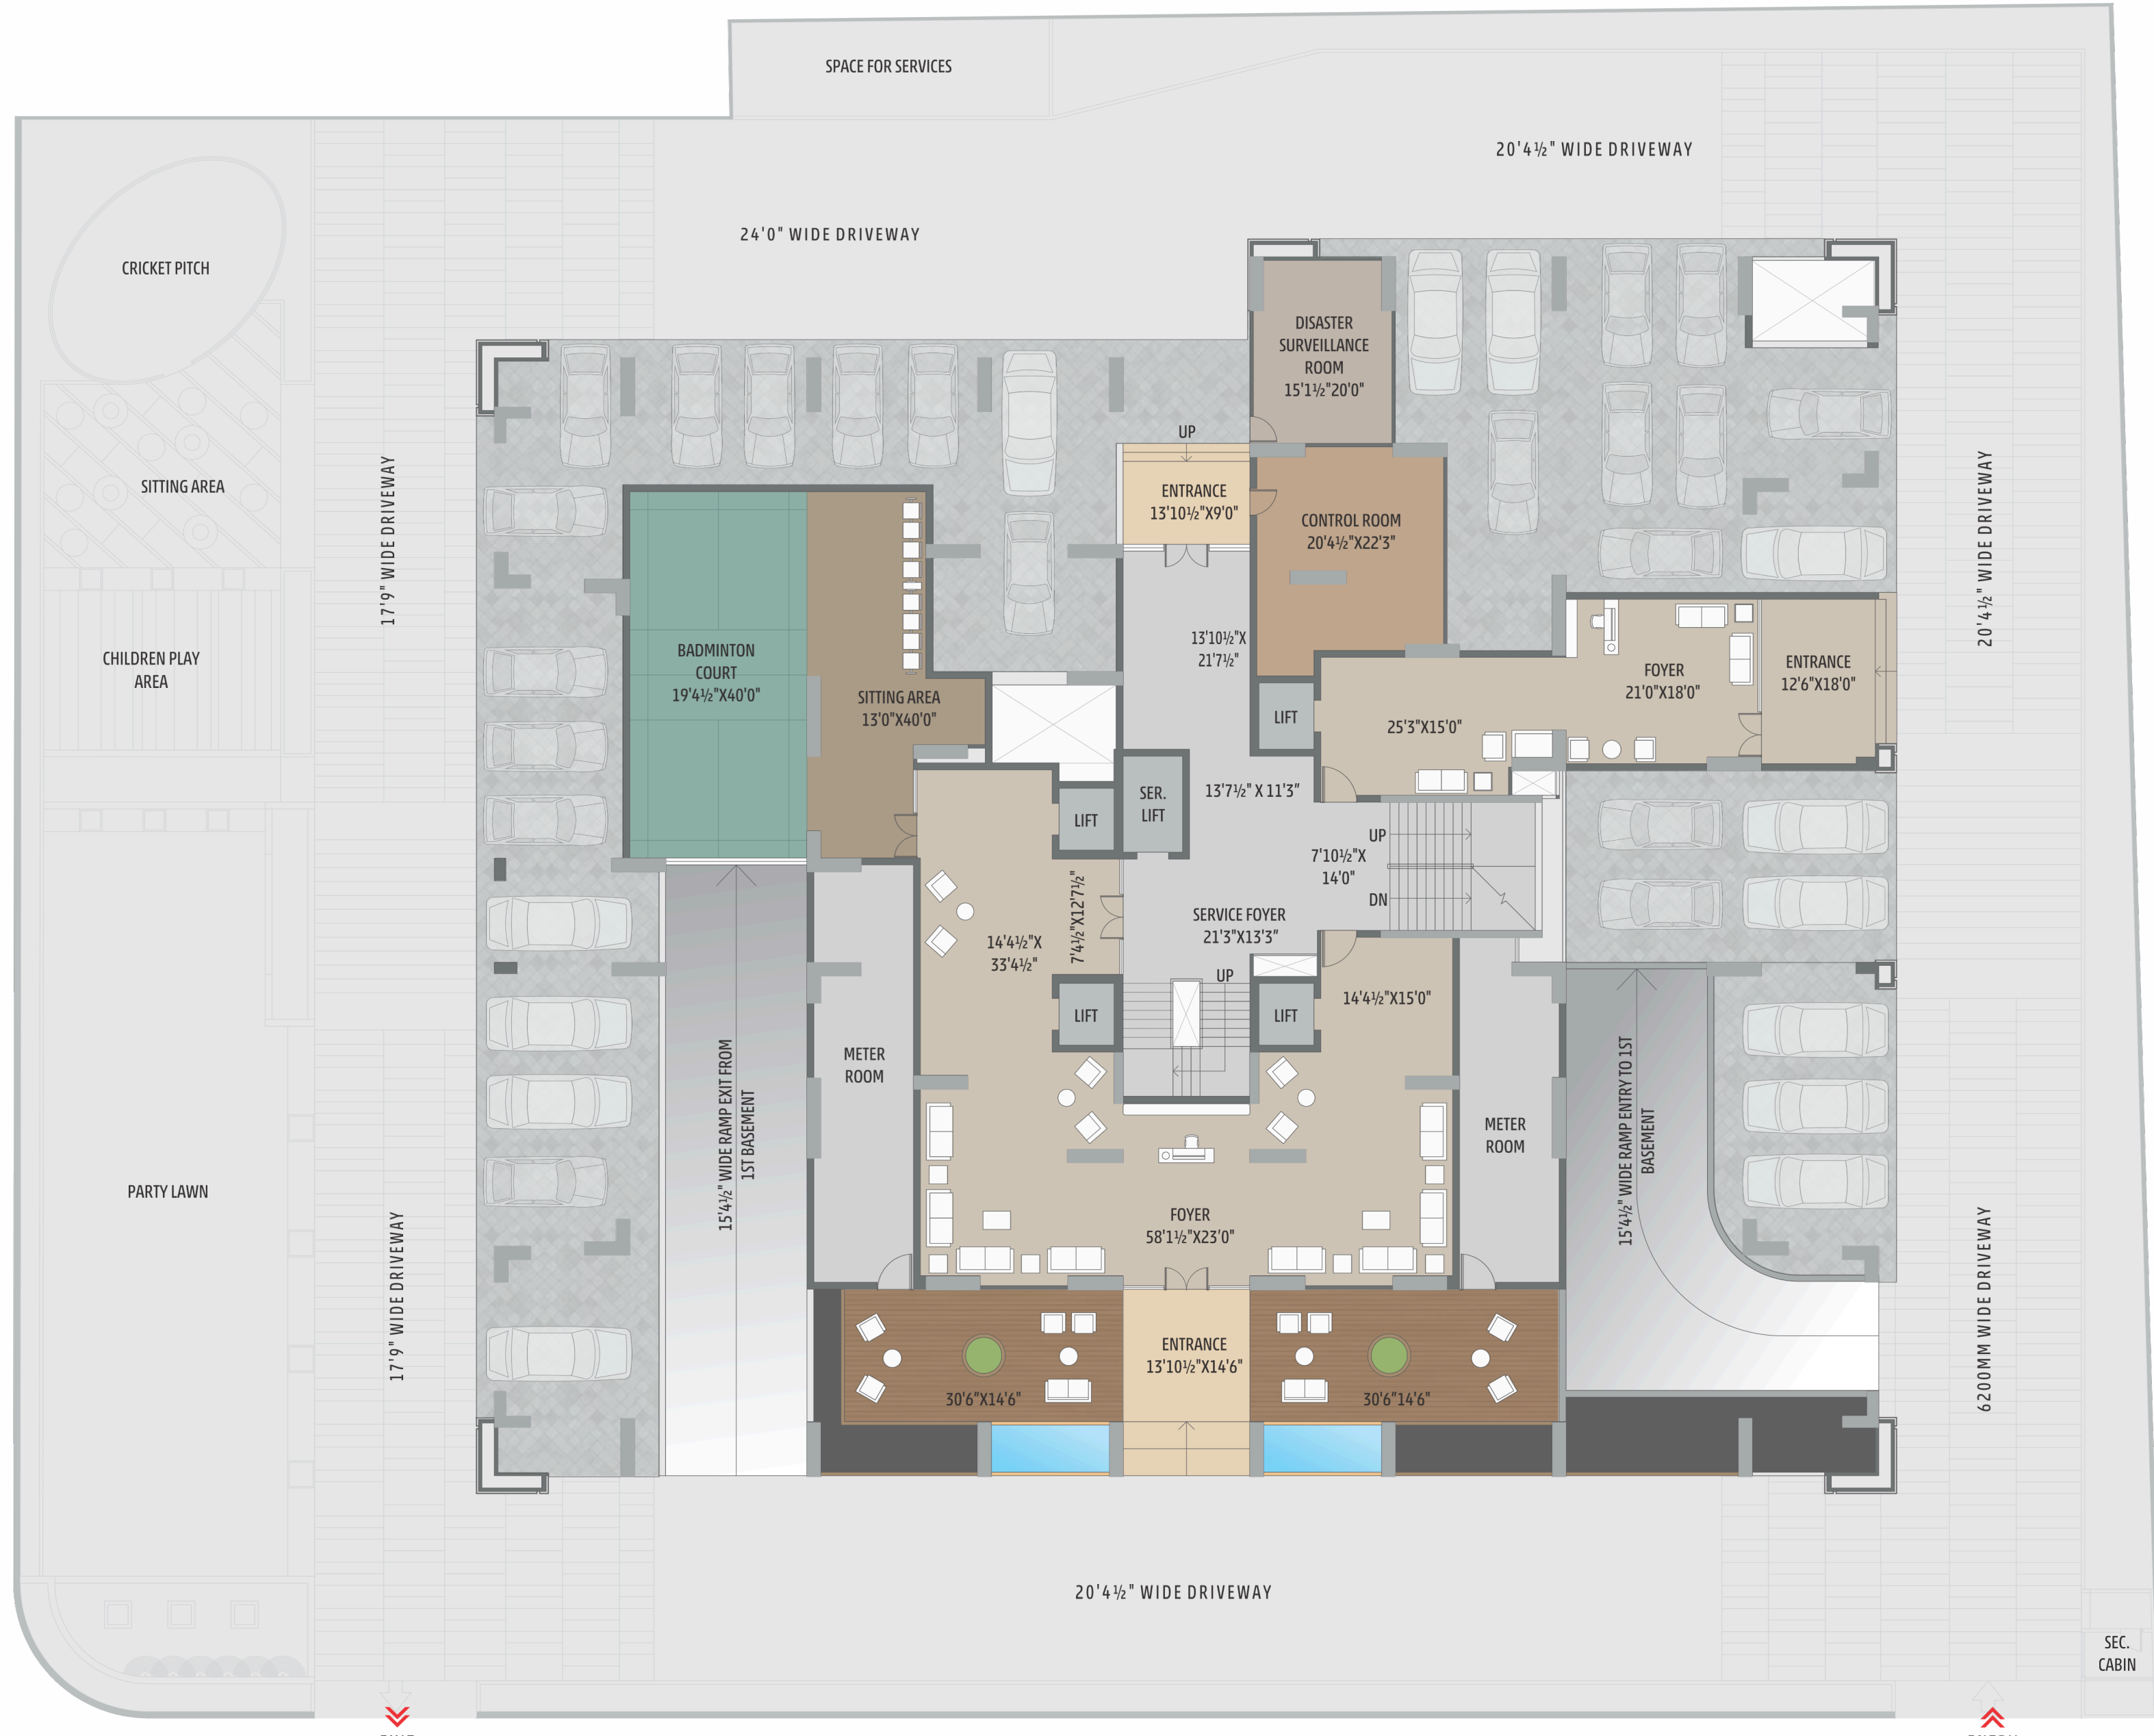 SPACE FOR SERVICES
20'4½" WIDE DRIVEWAY
24'0" WIDE DRIVEWAY
CRICKET PITCH
DISASTER
SURVEILLANCE
ROOM
15'1½"20'0"
UP
ENTRANCE
13'10½"X9'0"
CONTROL ROOM
20'4½"X22'3"
SITTING AREA
17'9" WIDE DRIVEWAY
20'4½" WIDE DRIVEWAY
CHILDREN PLAY
AREA
BADMINTON
COURT
19'4½"X40'0"
SITTING AREA
13'0"X40'0"
13'10½"X
21'7½"
FOYER
21'0"X18'0"
ENTRANCE
12'6"X18'0"
LIFT
25'3"X15'0"
SER.
LIFT
13'7½" X 11'3"
LIFT
UP
7'10½"X
14'0"
DN
7'4½"X12'7½"
SERVICE FOYER
21'3"X13'3"
14'4½"X
33'4½"
UP
14'4½"X15'0"
LIFT
LIFT
METER
ROOM
15'4½" WIDE RAMP EXIT FROM
1ST BASEMENT
METER
ROOM
15'4½" WIDE RAMP ENTRY TO 1ST
BASEMENT
PARTY LAWN
17'9" WIDE DRIVEWAY
FOYER
58'1½"X23'0"
6200MM WIDE DRIVEWAY
ENTRANCE
13'10½"X14'6"
30'6"X14'6"
30'6"14'6"
20'4½" WIDE DRIVEWAY
SEC.
CABIN